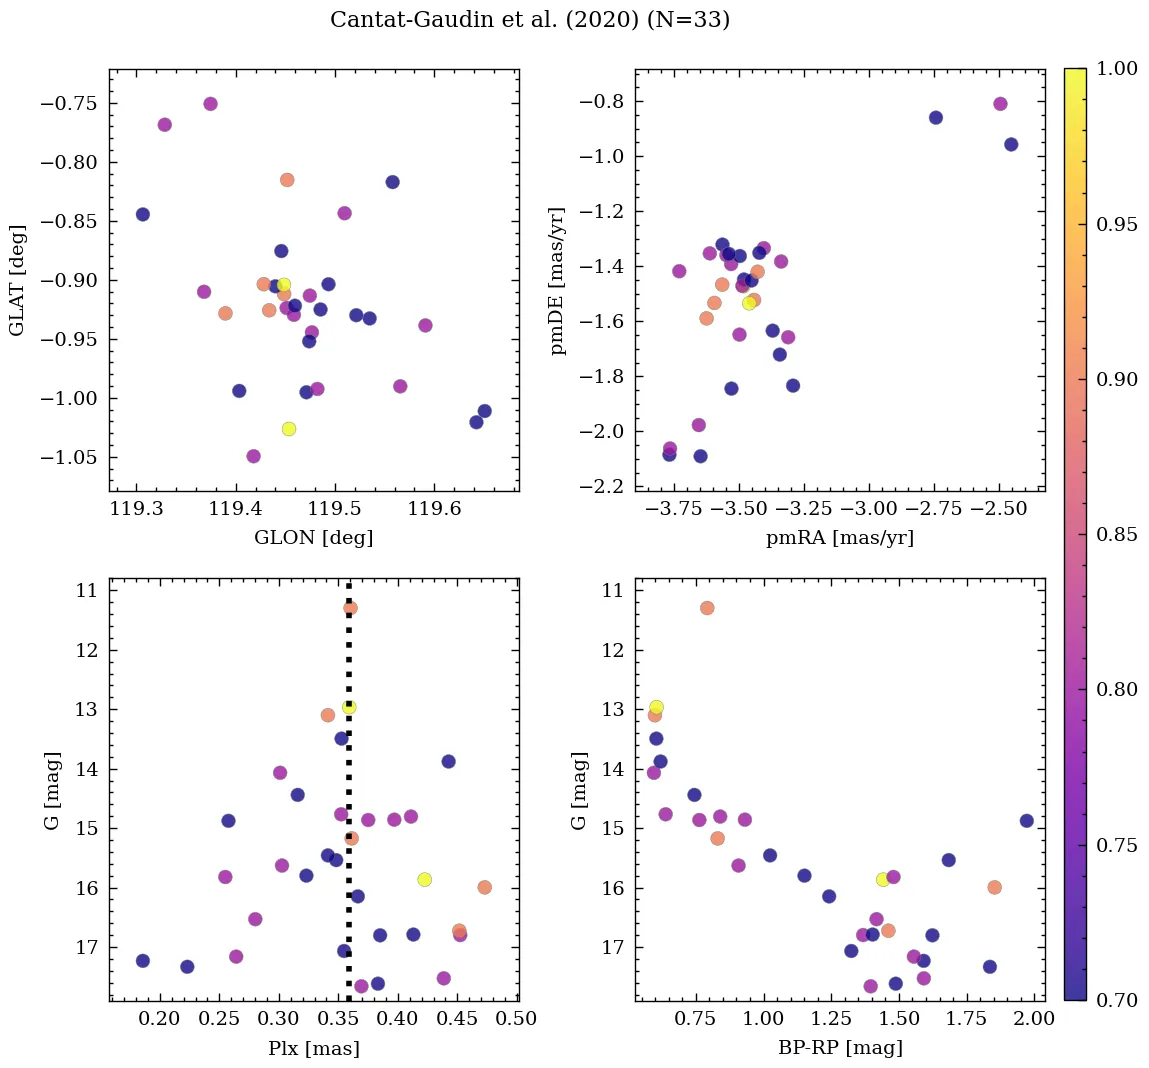 Cantat-Gaudin et al. (2020) (N=33)
−0.75
−0.80
−0.85
−0.90
−0.95
−1.00
−1.05
GLAT [deg]
119.3 119.4 119.5 119.6
GLON [deg]
−0.8
−1.0
−1.2
−1.4
−1.6
−1.8
−2.0
−2.2
pmDE [mas/yr]
−3.75 −3.50 −3.25 −3.00 −2.75 −2.50
pmRA [mas/yr]
11
12
13
14
15
16
17
G [mag]
0.20 0.25 0.30 0.35 0.40 0.45 0.50
Plx [mas]
11
12
13
14
15
16
17
G [mag]
0.75 1.00 1.25 1.50 1.75 2.00
BP-RP [mag]
1.00
0.95
0.90
0.85
0.80
0.75
0.70